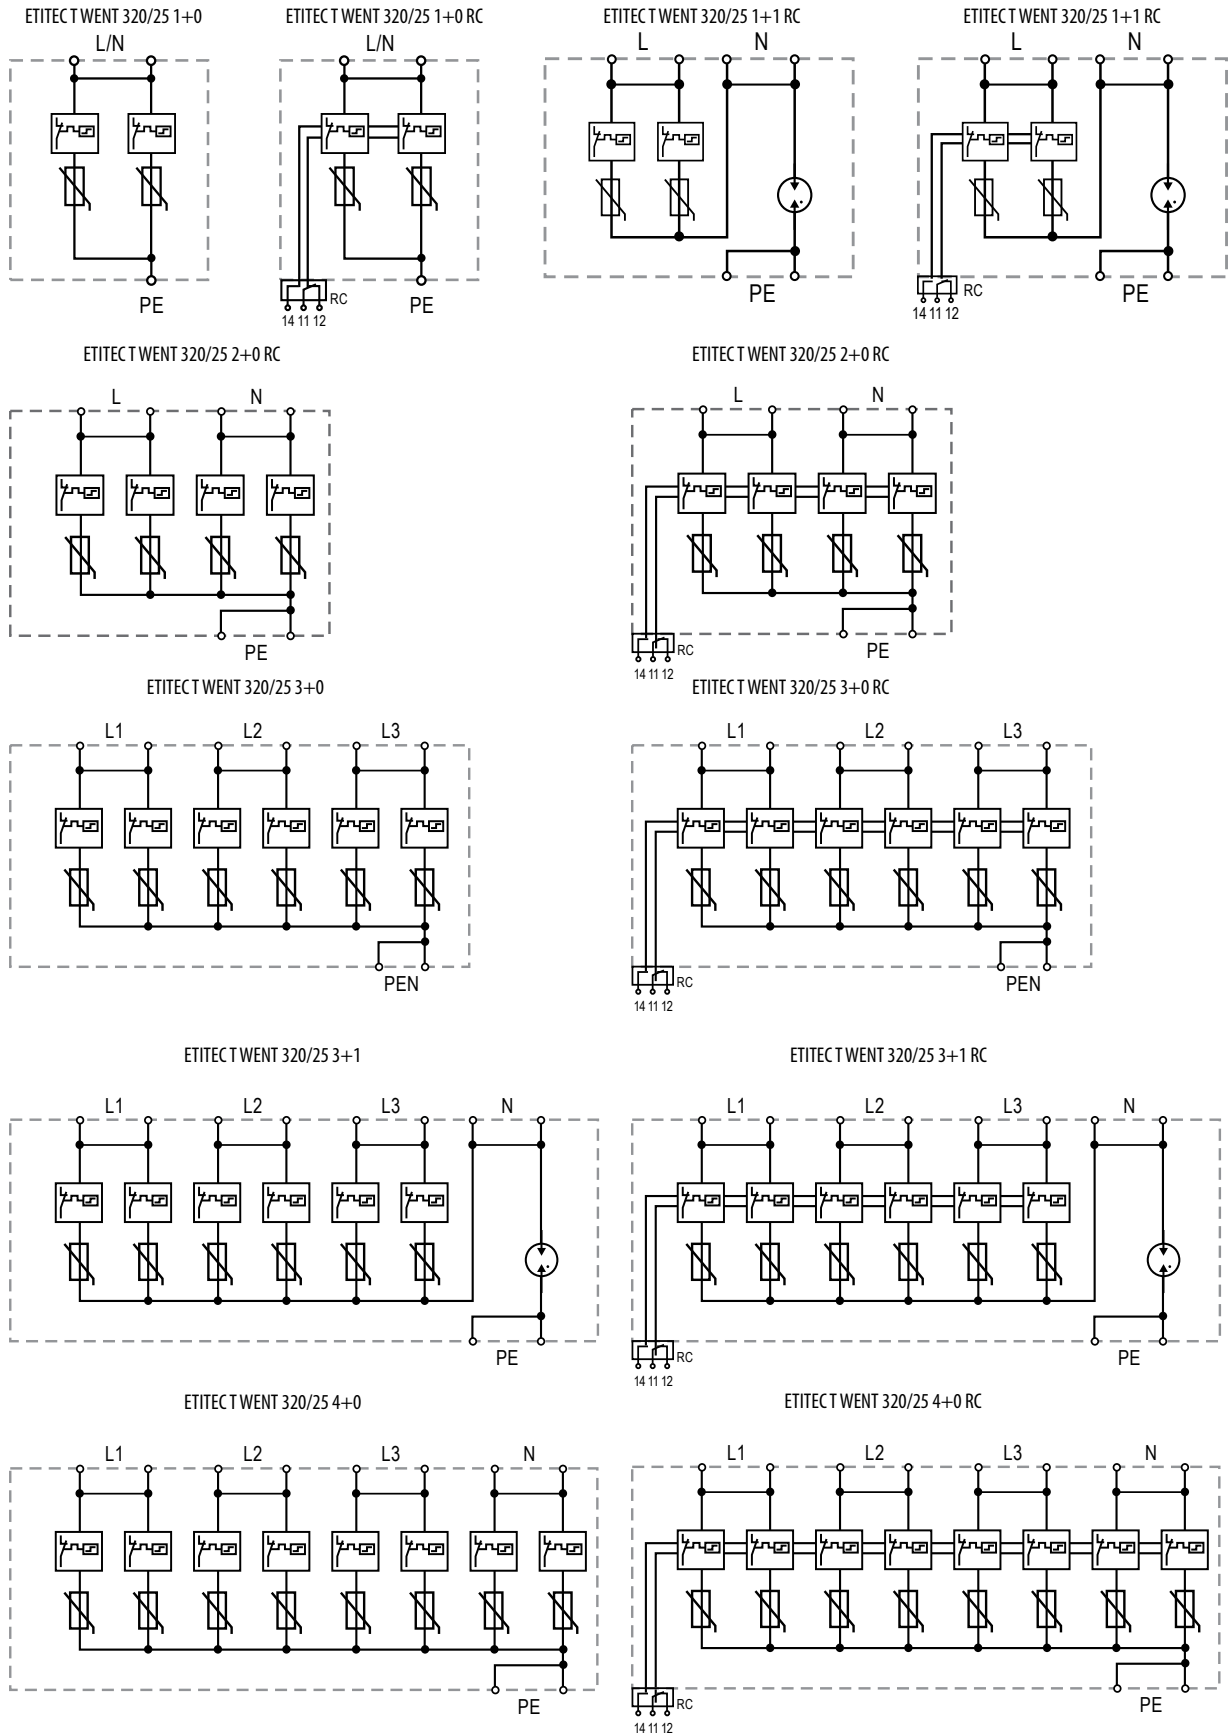 ETITEC T WENT 320/25 1+0
ETITEC T WENT 320/25 1+0 RC
ETITEC T WENT 320/25 1+1 RC
ETITEC T WENT 320/25 1+1 RC
L/N
L/N
L N
L N
PE
RC
14 11 12
PE
PE
RC
14 11 12
PE
ETITEC T WENT 320/25 2+0 RC
ETITEC T WENT 320/25 2+0 RC
L N
L N
PE
RC
14 11 12
PE
ETITEC T WENT 320/25 3+0
ETITEC T WENT 320/25 3+0 RC
L1 L2 L3
L1 L2 L3
PEN
RC
14 11 12
PEN
ETITEC T WENT 320/25 3+1
ETITEC T WENT 320/25 3+1 RC
L1 L2 L3 N
L1 L2 L3 N
PE
RC
14 11 12
PE
ETITEC T WENT 320/25 4+0
ETITEC T WENT 320/25 4+0 RC
L1 L2 L3 N
L1 L2 L3 N
PE
RC
14 11 12
PE